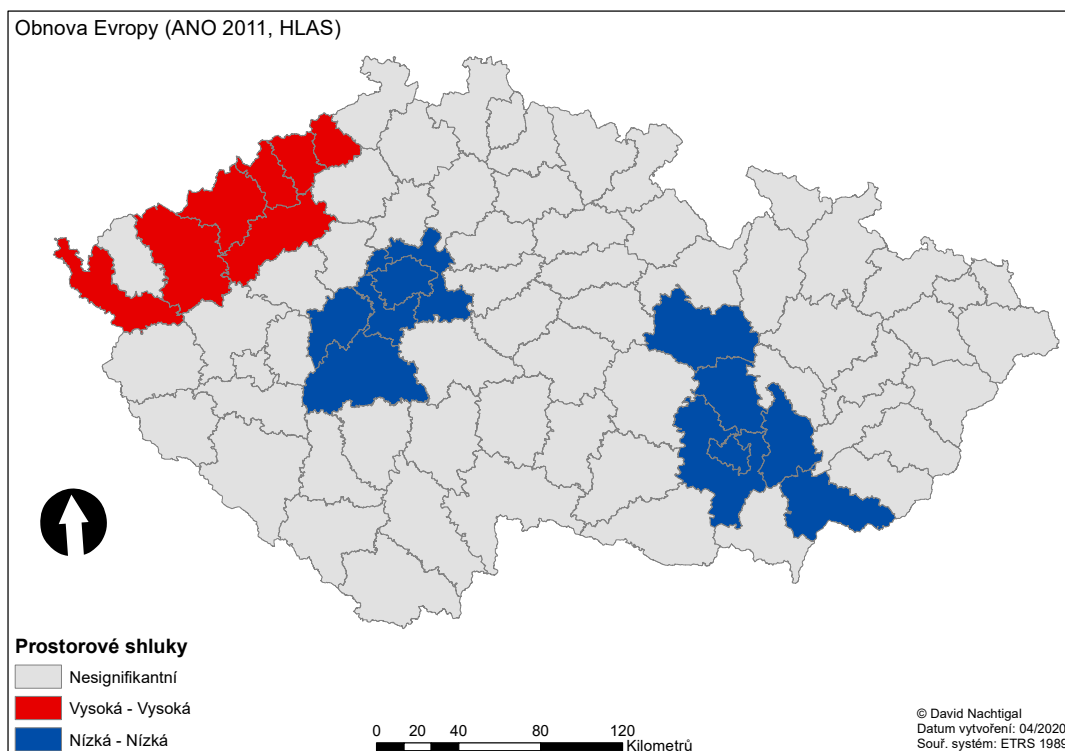 Obnova Evropy (ANO 2011, HLAS)
Prostorové shluky
Nesignifikantní
Vysoká - Vysoká
Nízká - Nízká
0 20 40 80 120
Kilometrů
© David Nachtigal
Datum vytvoření: 04/2020
Souř. systém: ETRS 1989